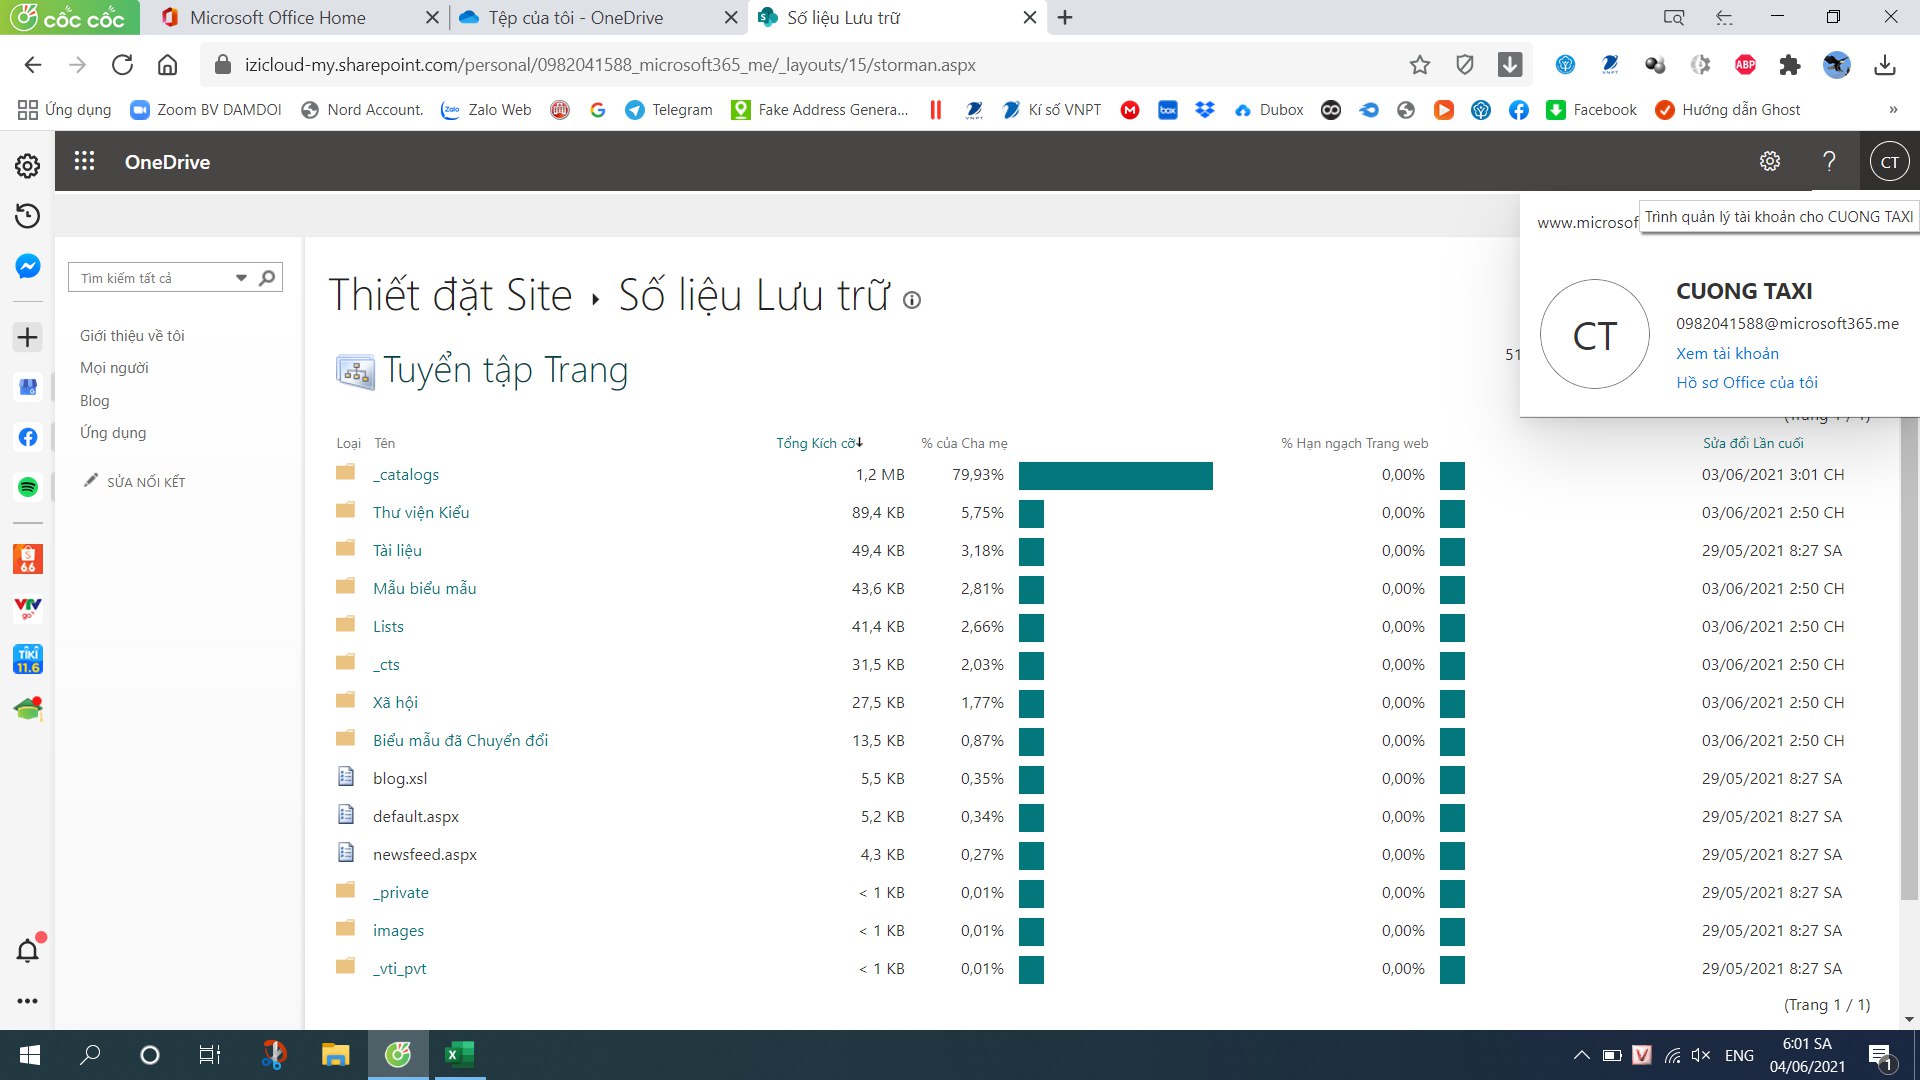 cốc cốc
Microsoft Office Home
Tệp của tôi - OneDrive
Số liệu Lưu trữ
izicloud-my.sharepoint.com/personal/0982041588_microsoft365_me/_layouts/15/storman.aspx
ABP
Ứng dụng
Zoom BV DAMDOI
Nord Account.
Zalo Web
Telegram
Fake Address Genera...
Kí số VNPT
Dubox
Facebook
Hướng dẫn Ghost
»
OneDrive
?
CT
www.microsof
Trình quản lý tài khoản cho CUONG TAXI
CT
CUONG TAXI
0982041588@microsoft365.me
Xem tài khoản
Hồ sơ Office của tôi
Tìm kiếm tất cả
Giới thiệu về tôi
Mọi người
Blog
Ứng dụng
SỬA NỐI KẾT
Thiết đặt Site ▸ Số liệu Lưu trữ
Tuyển tập Trang
51
(Trang 1 / 1)
Loại Tên Tổng Kích cỡ↓ % của Cha mẹ % Hạn ngạch Trang web Sửa đổi Lần cuối
_catalogs 1,2 MB 79,93% 0,00% 03/06/2021 3:01 CH
Thư viện Kiểu 89,4 KB 5,75% 0,00% 03/06/2021 2:50 CH
Tài liệu 49,4 KB 3,18% 0,00% 29/05/2021 8:27 SA
Mẫu biểu mẫu 43,6 KB 2,81% 0,00% 03/06/2021 2:50 CH
Lists 41,4 KB 2,66% 0,00% 03/06/2021 2:50 CH
_cts 31,5 KB 2,03% 0,00% 03/06/2021 2:50 CH
Xã hội 27,5 KB 1,77% 0,00% 03/06/2021 2:50 CH
Biểu mẫu đã Chuyển đổi 13,5 KB 0,87% 0,00% 03/06/2021 2:50 CH
blog.xsl 5,5 KB 0,35% 0,00% 29/05/2021 8:27 SA
default.aspx 5,2 KB 0,34% 0,00% 29/05/2021 8:27 SA
newsfeed.aspx 4,3 KB 0,27% 0,00% 29/05/2021 8:27 SA
_private < 1 KB 0,01% 0,00% 29/05/2021 8:27 SA
images < 1 KB 0,01% 0,00% 29/05/2021 8:27 SA
_vti_pvt < 1 KB 0,01% 0,00% 29/05/2021 8:27 SA
(Trang 1 / 1)
6.6
VTV
go
TIKI
11.6
ENG
6:01 SA
04/06/2021
1